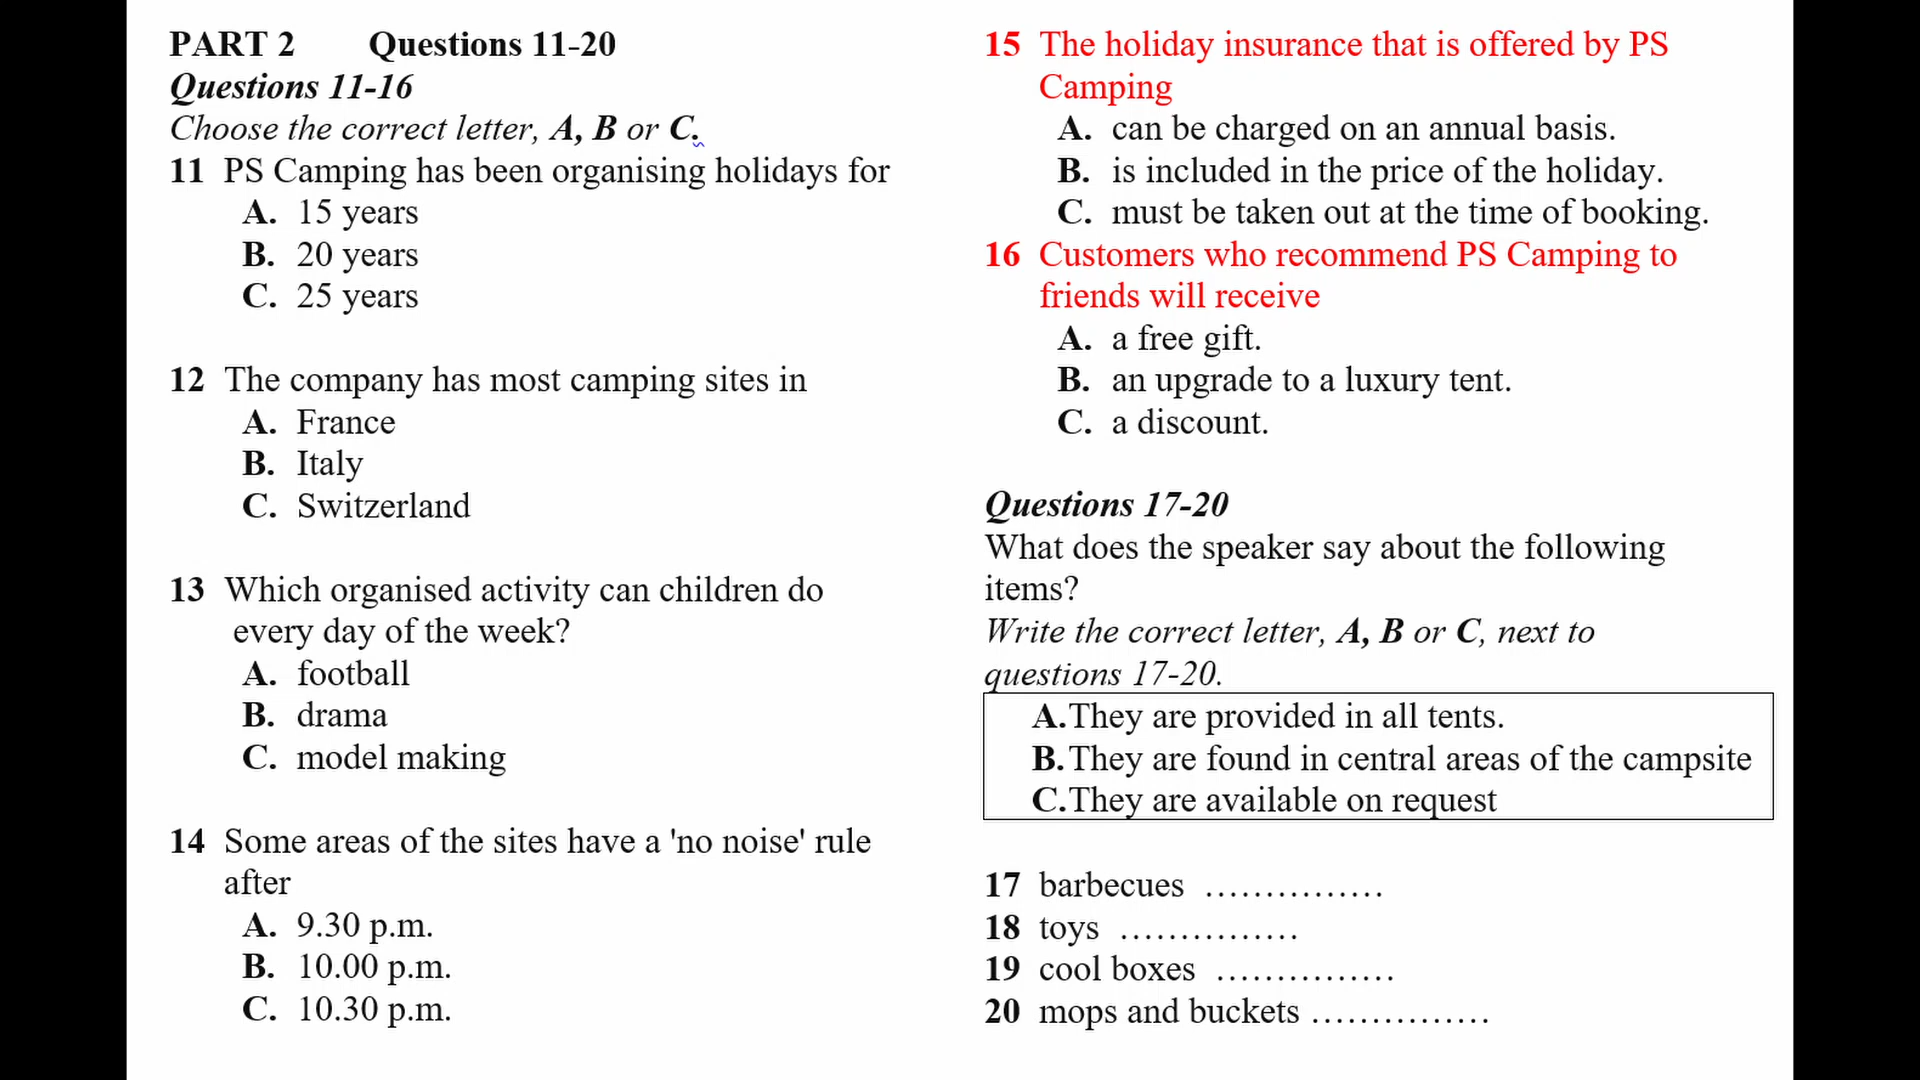 PART 2 Questions 11-20
Questions 11-16
Choose the correct letter, A, B or C.
11 PS Camping has been organising holidays for
A. 15 years
B. 20 years
C. 25 years
12 The company has most camping sites in
A. France
B. Italy
C. Switzerland
13 Which organised activity can children do
every day of the week?
A. football
B. drama
C. model making
14 Some areas of the sites have a 'no noise' rule
after
A. 9.30 p.m.
B. 10.00 p.m.
C. 10.30 p.m.
15 The holiday insurance that is offered by PS
Camping
A. can be charged on an annual basis.
B. is included in the price of the holiday.
C. must be taken out at the time of booking.
16 Customers who recommend PS Camping to
friends will receive
A. a free gift.
B. an upgrade to a luxury tent.
C. a discount.
Questions 17-20
What does the speaker say about the following
items?
Write the correct letter, A, B or C, next to
questions 17-20.
A.They are provided in all tents.
B.They are found in central areas of the campsite
C.They are available on request
17 barbecues ……………
18 toys ……………
19 cool boxes ……………
20 mops and buckets ……………